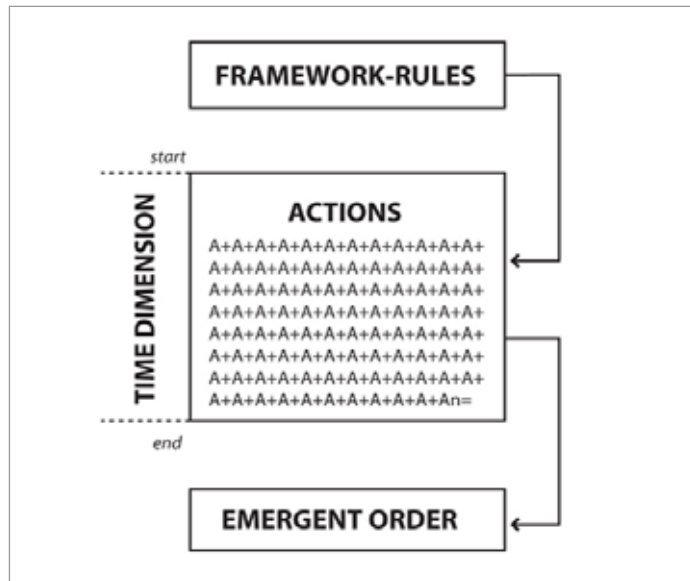 FRAMEWORK-RULES
start
TIME DIMENSION
ACTIONS
A+A+A+A+A+A+A+A+A+A+A+A+
A+A+A+A+A+A+A+A+A+A+A+A+
A+A+A+A+A+A+A+A+A+A+A+A+
A+A+A+A+A+A+A+A+A+A+A+A+
A+A+A+A+A+A+A+A+A+A+A+A+
A+A+A+A+A+A+A+A+A+A+A+A+
A+A+A+A+A+A+A+A+A+A+A+A+
A+A+A+A+A+A+A+A+A+A+An=
end
EMERGENT ORDER